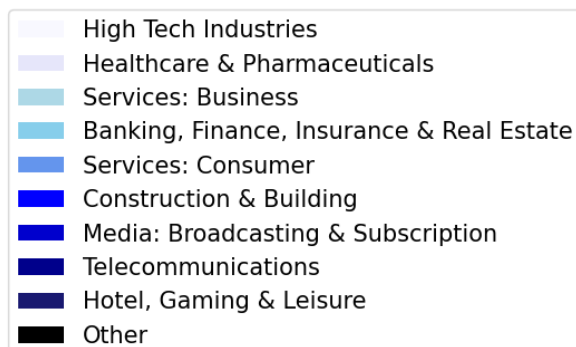 High Tech Industries
Healthcare & Pharmaceuticals
Services: Business
Banking, Finance, Insurance & Real Estate
Services: Consumer
Construction & Building
Media: Broadcasting & Subscription
Telecommunications
Hotel, Gaming & Leisure
Other